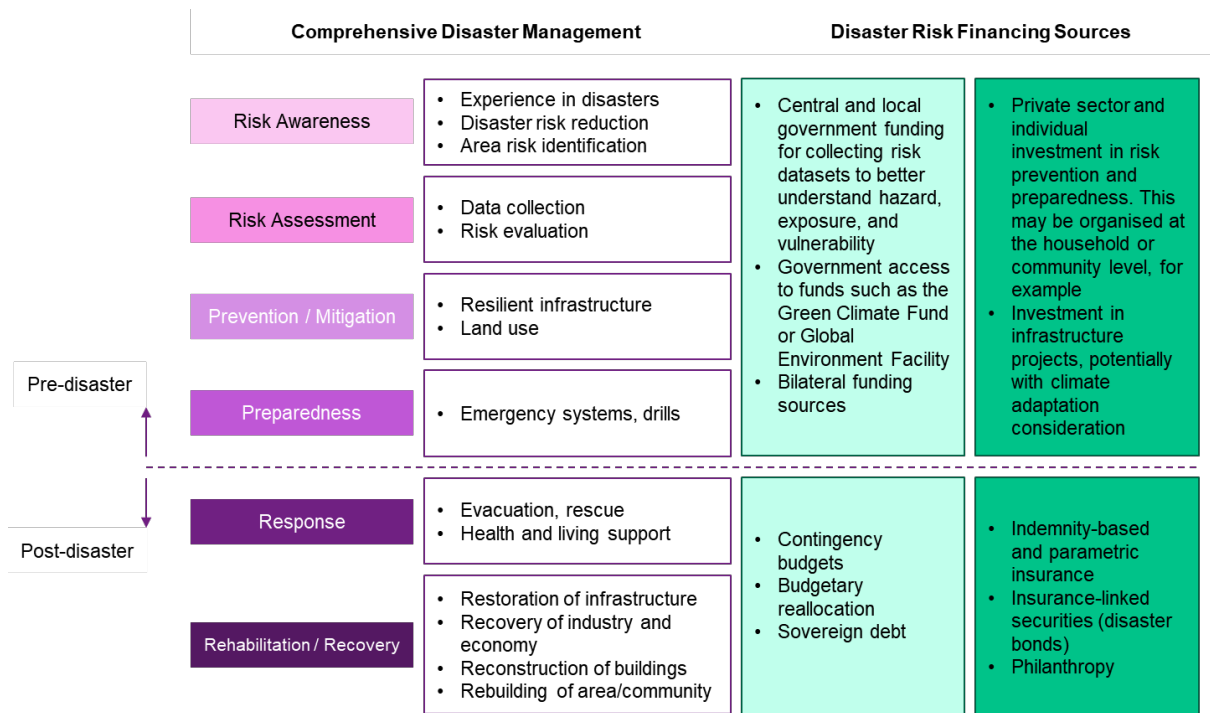 Comprehensive Disaster Management
Disaster Risk Financing Sources
Risk Awareness
• Experience in disasters
• Disaster risk reduction
• Area risk identification
Risk Assessment
• Data collection
• Risk evaluation
Prevention / Mitigation
• Resilient infrastructure
• Land use
Pre-disaster
Preparedness
• Emergency systems, drills
• Central and local
government funding
for collecting risk
datasets to better
understand hazard,
exposure, and
vulnerability
• Government access
to funds such as the
Green Climate Fund
or Global
Environment Facility
• Bilateral funding
sources
• Private sector and
individual
investment in risk
prevention and
preparedness. This
may be organised at
the household or
community level, for
example
• Investment in
infrastructure
projects, potentially
with climate
adaptation
consideration
Post-disaster
Response
• Evacuation, rescue
• Health and living support
Rehabilitation / Recovery
• Restoration of infrastructure
• Recovery of industry and
economy
• Reconstruction of buildings
• Rebuilding of area/community
• Contingency
budgets
• Budgetary
reallocation
• Sovereign debt
• Indemnity-based
and parametric
insurance
• Insurance-linked
securities (disaster
bonds)
• Philanthropy